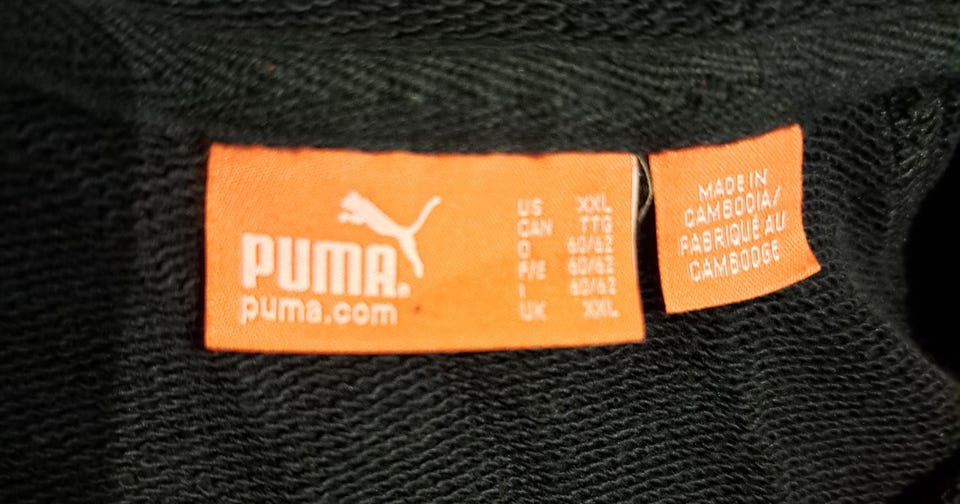 PUMA.
puma.com
US XXL
CAN TTG
D 60/62
F/E 60/62
I 60/62
UK XXL
MADE IN
CAMBODIA/
FABRIQUÉ AU
CAMBODGE